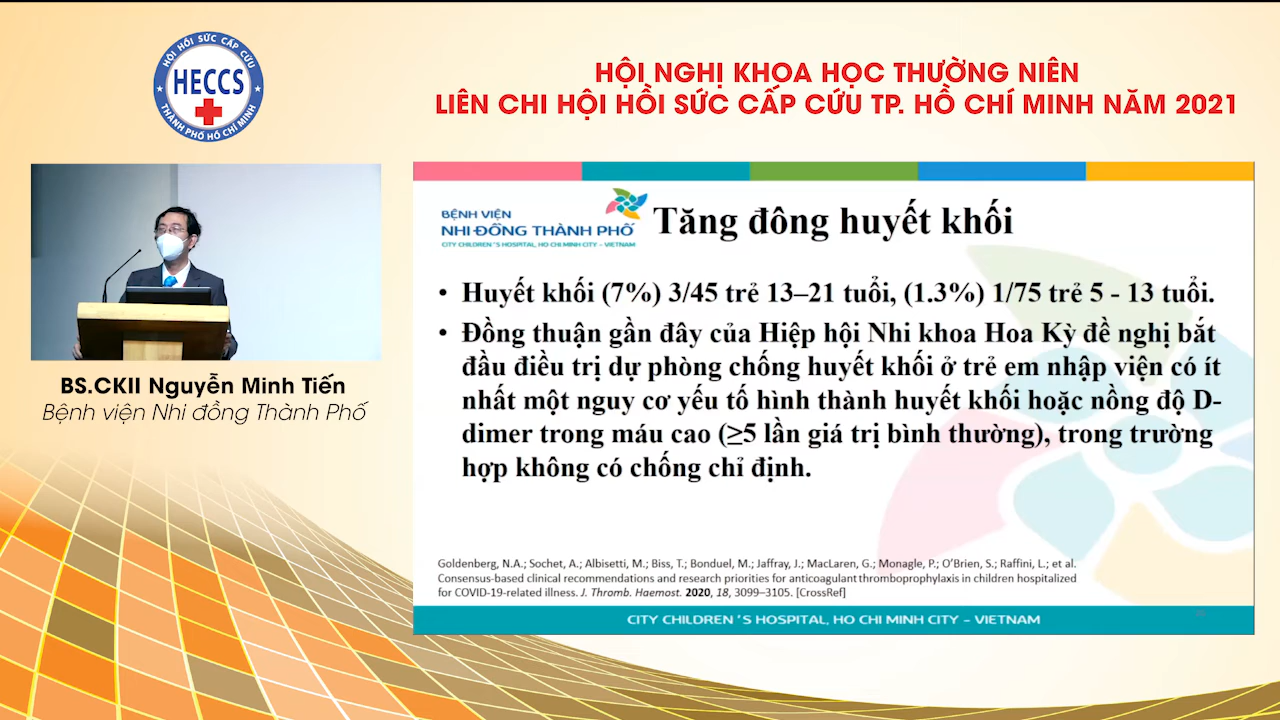 HỘI HỒI SỨC CẤP CỨU
HECCS
THÀNH PHỐ HỒ CHÍ MINH
HỘI NGHỊ KHOA HỌC THƯỜNG NIÊN
LIÊN CHI HỘI HỒI SỨC CẤP CỨU TP. HỒ CHÍ MINH NĂM 2021
BS.CKII Nguyễn Minh Tiến
Bệnh viện Nhi đồng Thành Phố
BỆNH VIỆN
NHI ĐỒNG THÀNH PHỐ
CITY CHILDREN'S HOSPITAL, HO CHI MINH CITY – VIETNAM
Tăng đông huyết khối
• Huyết khối (7%) 3/45 trẻ 13–21 tuổi, (1.3%) 1/75 trẻ 5 - 13 tuổi.
• Đồng thuận gần đây của Hiệp hội Nhi khoa Hoa Kỳ đề nghị bắt
đầu điều trị dự phòng chống huyết khối ở trẻ em nhập viện có ít
nhất một nguy cơ yếu tố hình thành huyết khối hoặc nồng độ D-
dimer trong máu cao (≥5 lần giá trị bình thường), trong trường
hợp không có chống chỉ định.
Goldenberg, N.A.; Sochet, A.; Albisetti, M.; Biss, T.; Bonduel, M.; Jaffray, J.; MacLaren, G.; Monagle, P.; O'Brien, S.; Raffini, L.; et al.
Consensus-based clinical recommendations and research priorities for anticoagulant thromboprophylaxis in children hospitalized
for COVID-19-related illness. J. Thromb. Haemost. 2020, 18, 3099–3105. [CrossRef]
CITY CHILDREN'S HOSPITAL, HO CHI MINH CITY – VIETNAM